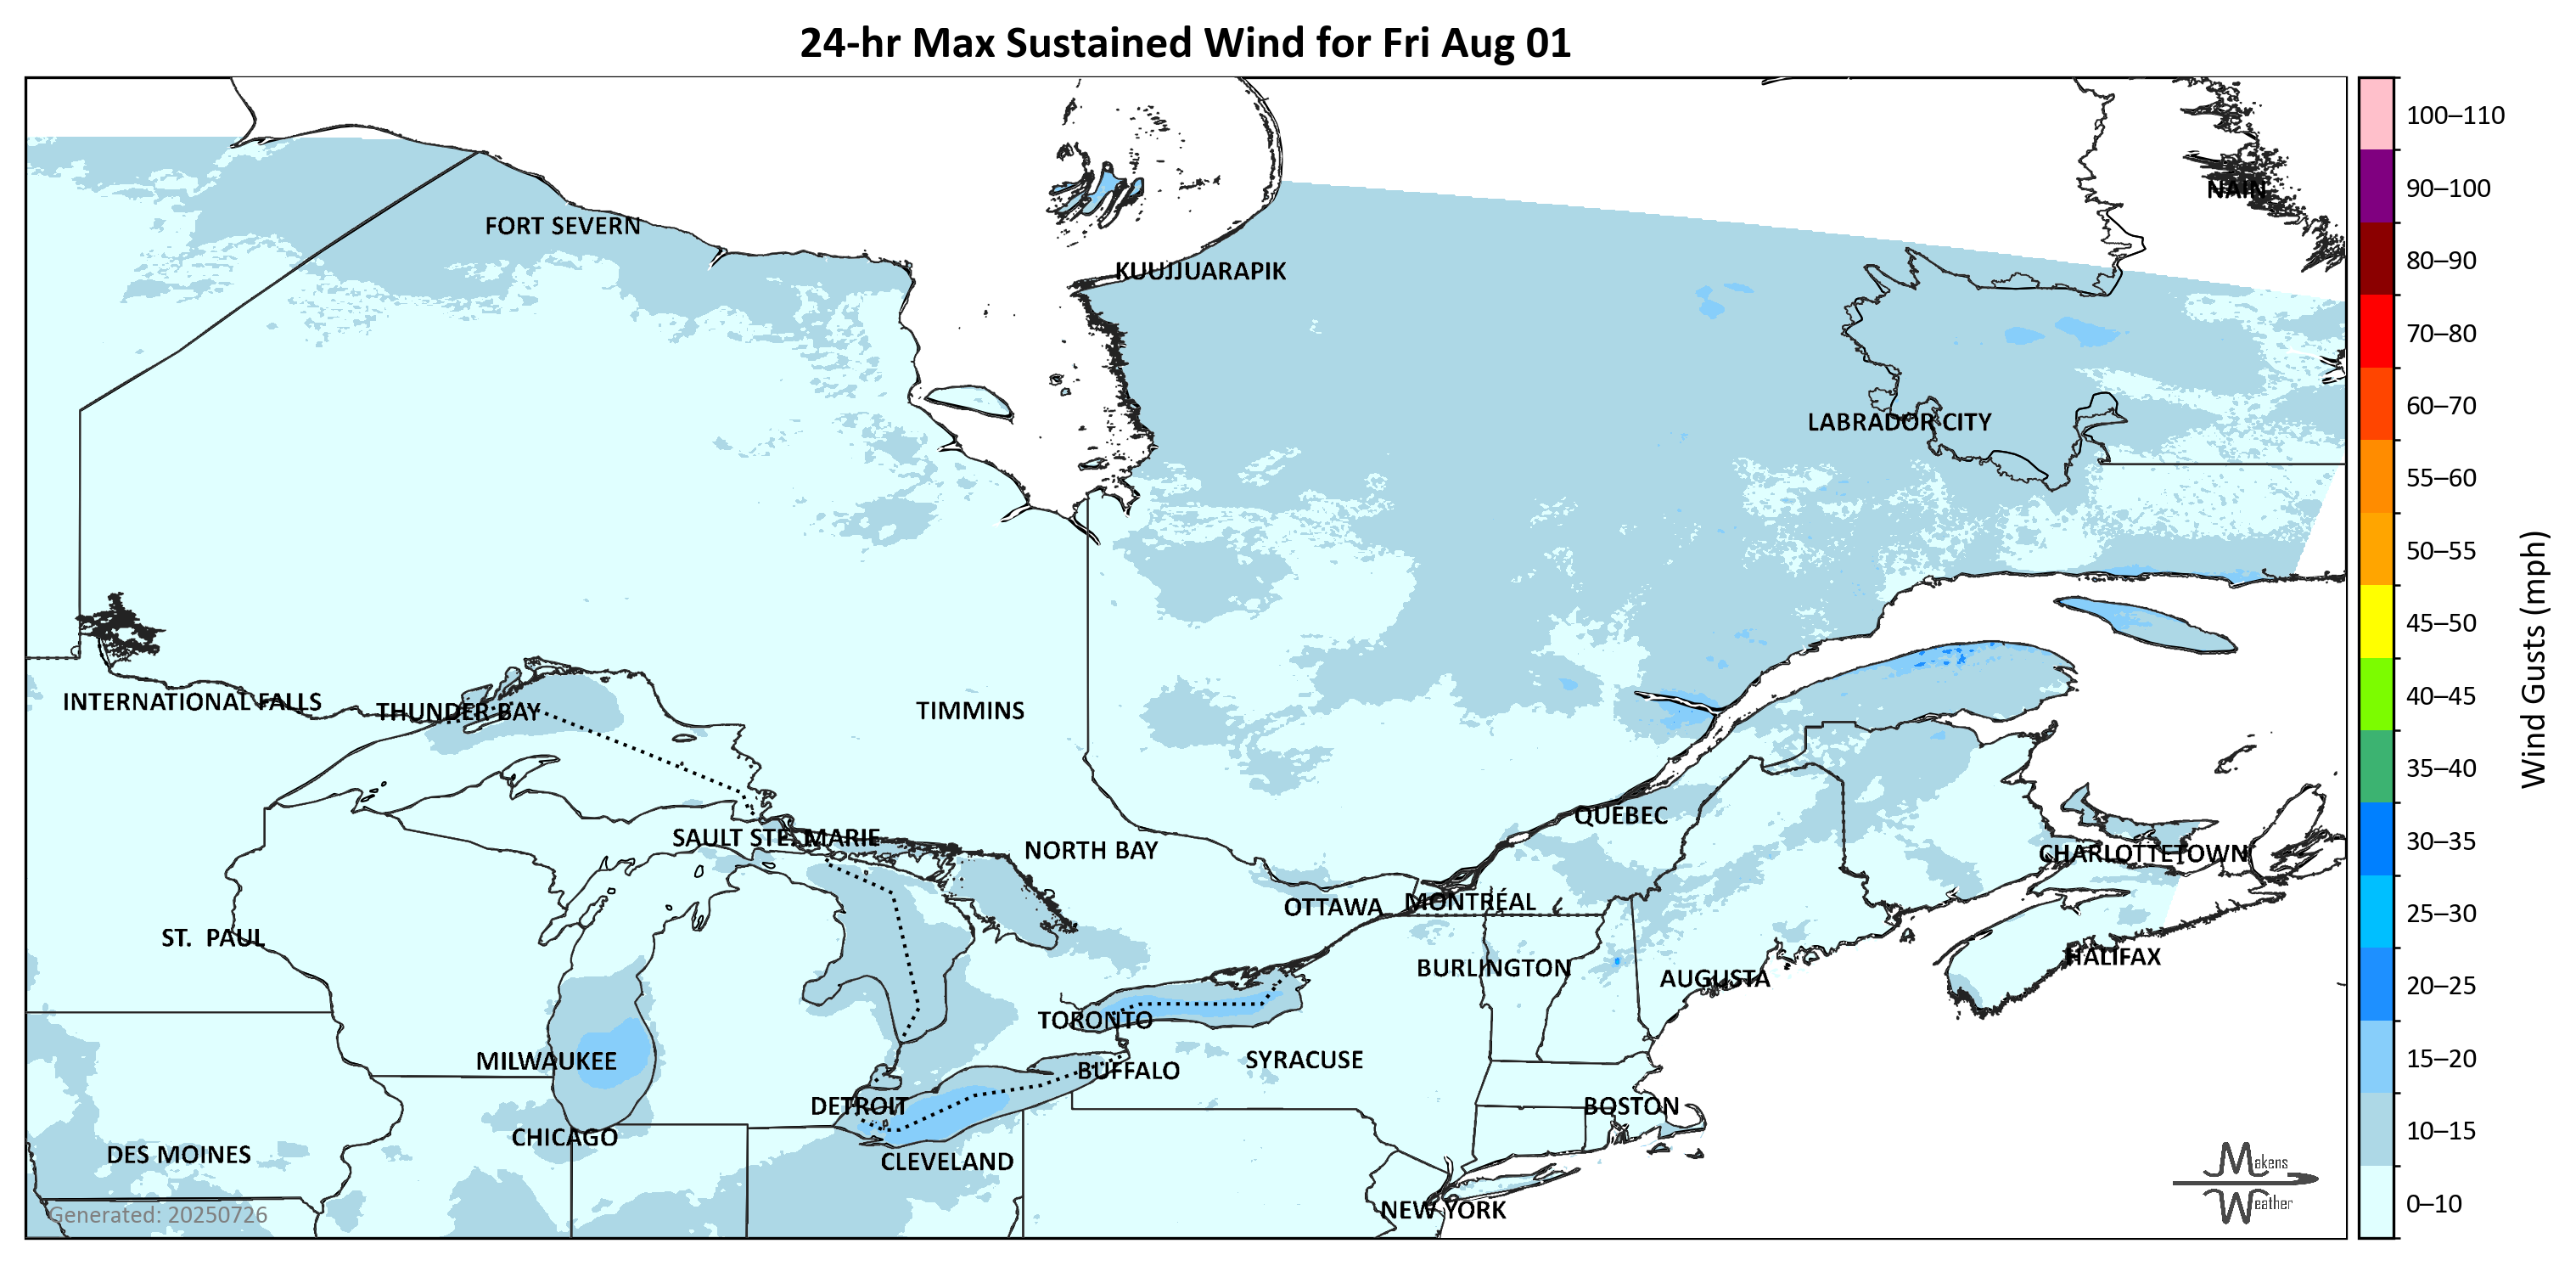 24-hr Max Sustained Wind for Fri Aug 01
100–110
90–100
NAIN
FORT SEVERN
80–90
KUUJJUARAPIK
70–80
60–70
LABRADOR CITY
55–60
50–55
Wind Gusts (mph)
45–50
40–45
INTERNATIONAL FALLS
THUNDER BAY
TIMMINS
35–40
QUÉBEC
30–35
SAULT STE. MARIE
NORTH BAY
CHARLOTTETOWN
OTTAWA
MONTRÉAL
25–30
ST. PAUL
HALIFAX
BURLINGTON
AUGUSTA
20–25
TORONTO
MILWAUKEE
SYRACUSE
15–20
BUFFALO
DETROIT
BOSTON
CHICAGO
10–15
DES MOINES
CLEVELAND
Makens
Weather
0–10
NEW YORK
Generated: 20250726